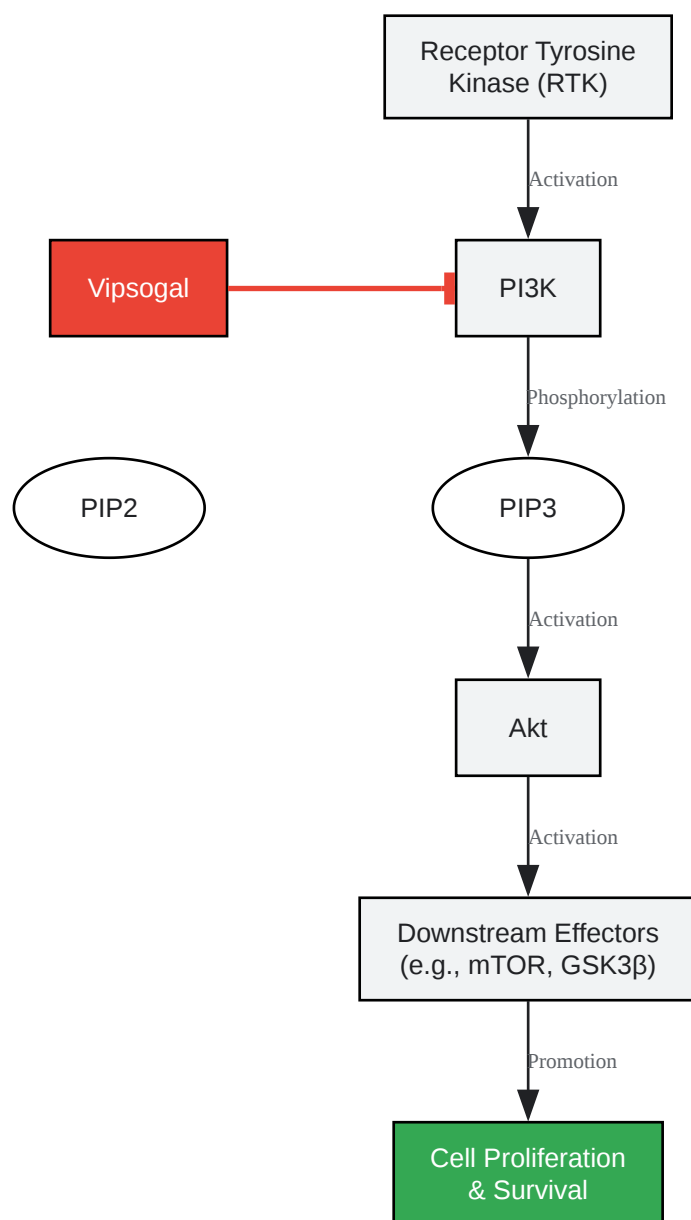 Receptor Tyrosine
Kinase (RTK)
Activation
Vipsogal
PI3K
Phosphorylation
PIP2
PIP3
Activation
Akt
Activation
Downstream Effectors
(e.g., mTOR, GSK3β)
Promotion
Cell Proliferation
& Survival